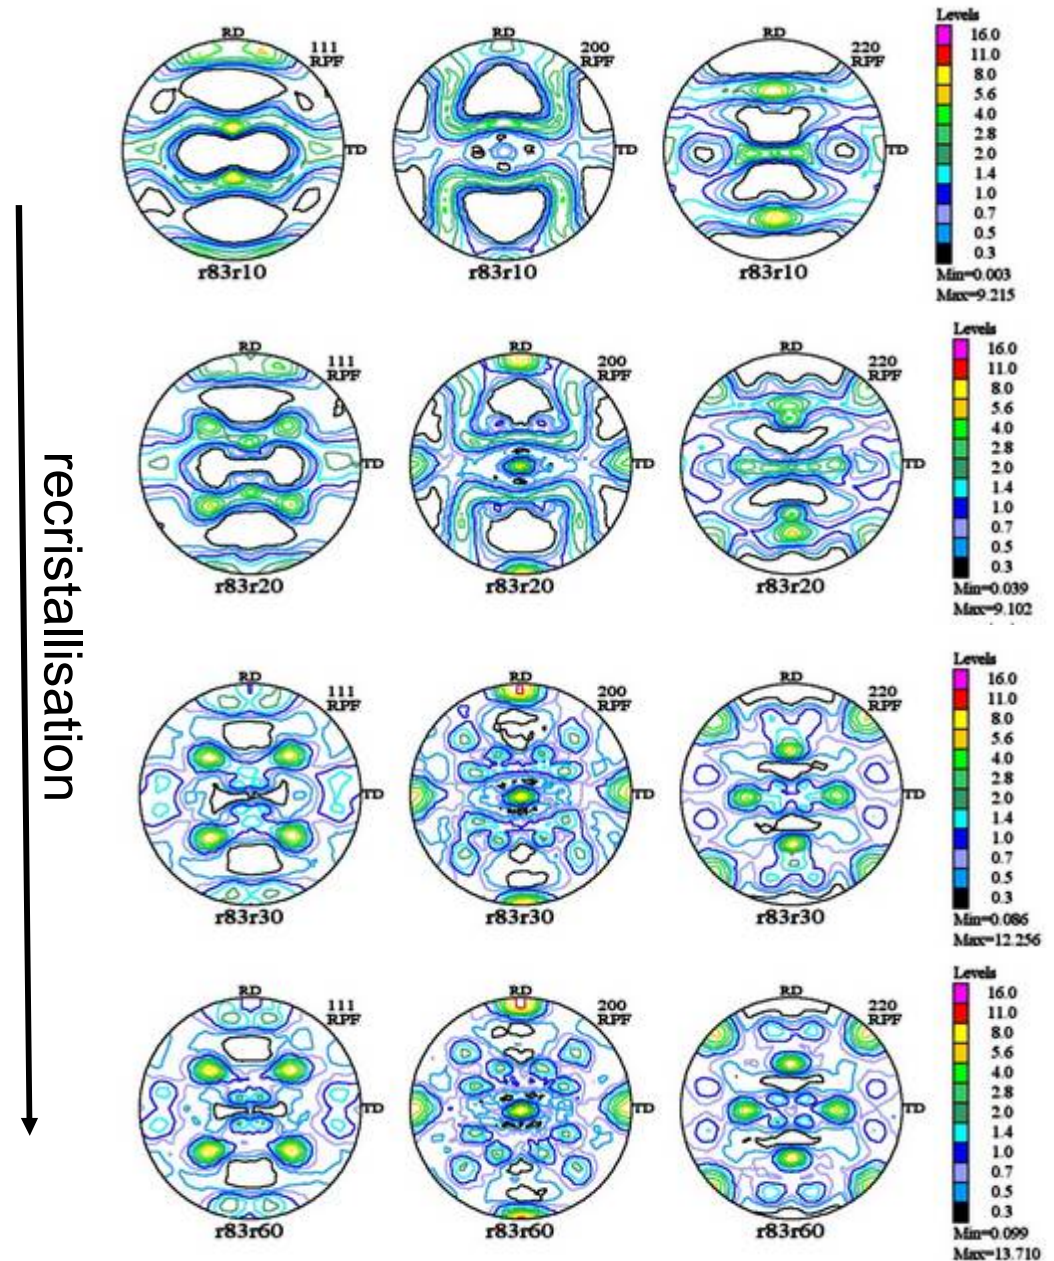 RD
111
RPF
TD
r83r10
RD
200
RPF
TD
r83r10
RD
220
RPF
TD
r83r10
Levels
16.0
11.0
8.0
5.6
4.0
2.8
2.0
1.4
1.0
0.7
0.5
0.3
Min=0.003
Max=9.215
recristallisation
RD
111
RPF
TD
r83r20
RD
200
RPF
TD
r83r20
RD
220
RPF
TD
r83r20
Levels
16.0
11.0
8.0
5.6
4.0
2.8
2.0
1.4
1.0
0.7
0.5
0.3
Min=0.039
Max=9.102
RD
111
RPF
TD
r83r30
RD
200
RPF
TD
r83r30
RD
220
RPF
TD
r83r30
Levels
16.0
11.0
8.0
5.6
4.0
2.8
2.0
1.4
1.0
0.7
0.5
0.3
Min=0.086
Max=12.256
RD
111
RPF
TD
r83r60
RD
200
RPF
TD
r83r60
RD
220
RPF
TD
r83r60
Levels
16.0
11.0
8.0
5.6
4.0
2.8
2.0
1.4
1.0
0.7
0.5
0.3
Min=0.099
Max=13.710